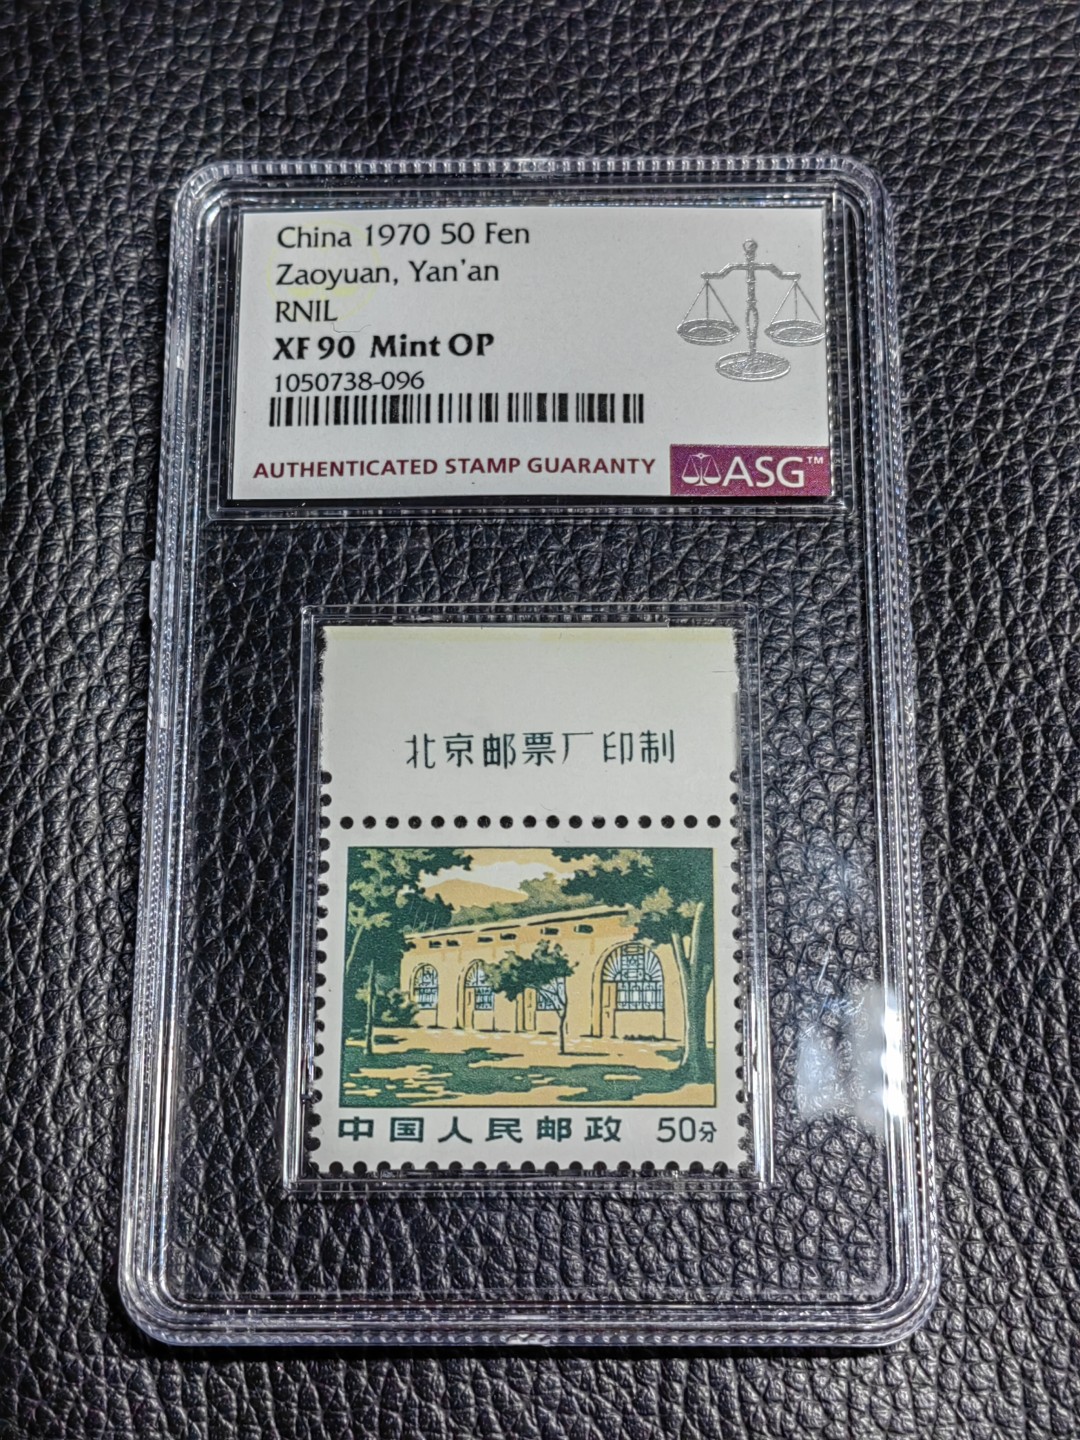 China 1970 50 Fen
Zaoyuan, Yan'an
RNIL
XF 90 Mint OP
1050738-096
AUTHENTICATED STAMP GUARANTY
ASG™
北京邮票厂印制
中国人民邮政 50分